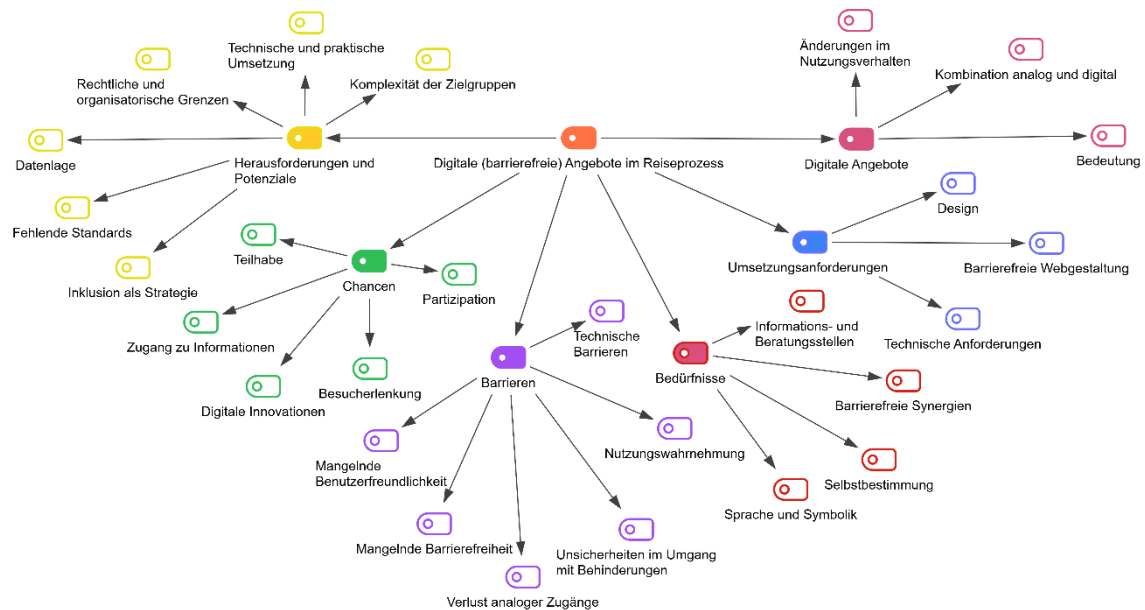 Technische und praktische
Umsetzung
Rechtliche und
organisatorische Grenzen
Komplexität der Zielgruppen
Änderungen im
Nutzungsverhalten
Kombination analog und digital
Datenlage
Herausforderungen und
Potenziale
Digitale (barrierefreie) Angebote im Reiseprozess
Digitale Angebote
Bedeutung
Fehlende Standards
Inklusion als Strategie
Teilhabe
Chancen
Partizipation
Zugang zu Informationen
Digitale Innovationen
Besucherlenkung
Design
Umsetzungsanforderungen
Barrierefreie Webgestaltung
Technische Anforderungen
Technische
Barrieren
Barrieren
Informations- und
Beratungsstellen
Bedürfnisse
Barrierefreie Synergien
Mangelnde
Benutzerfreundlichkeit
Nutzungswahrnehmung
Selbstbestimmung
Sprache und Symbolik
Mangelnde Barrierefreiheit
Unsicherheiten im Umgang
mit Behinderungen
Verlust analoger Zugänge